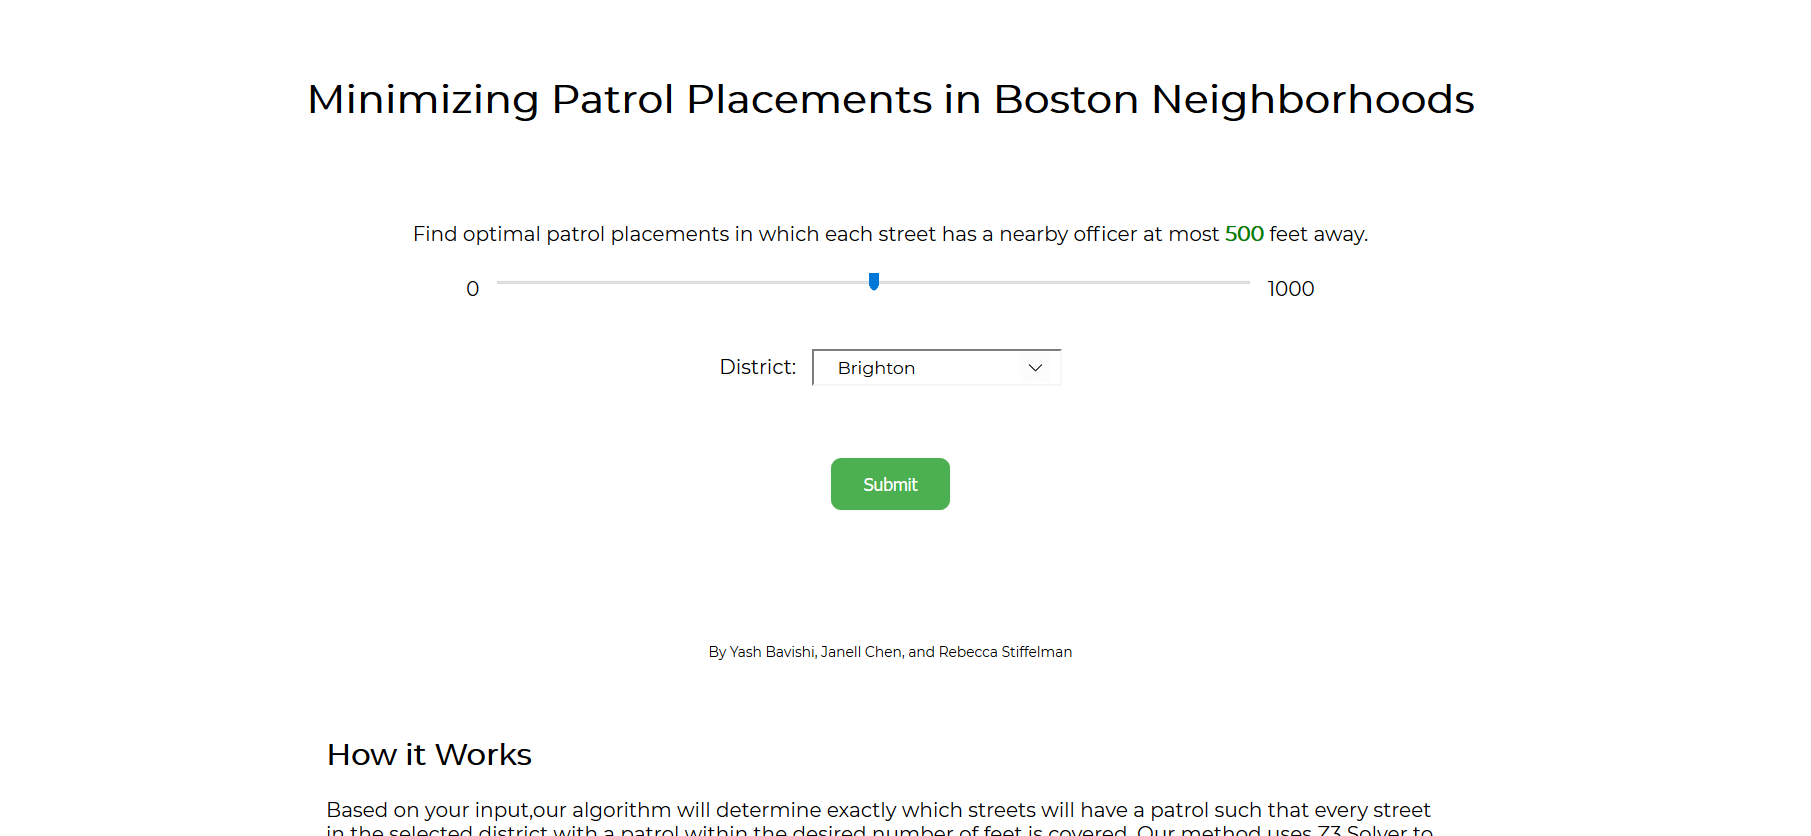 Minimizing Patrol Placements in Boston Neighborhoods
Find optimal patrol placements in which each street has a nearby officer at most 500 feet away.
0 1000
District: Brighton
Submit
By Yash Bavishi, Janell Chen, and Rebecca Stiffelman
How it Works
Based on your input,our algorithm will determine exactly which streets will have a patrol such that every street
in the selected district with a patrol within the desired number of feet is covered. Our method uses Z3 Solver to